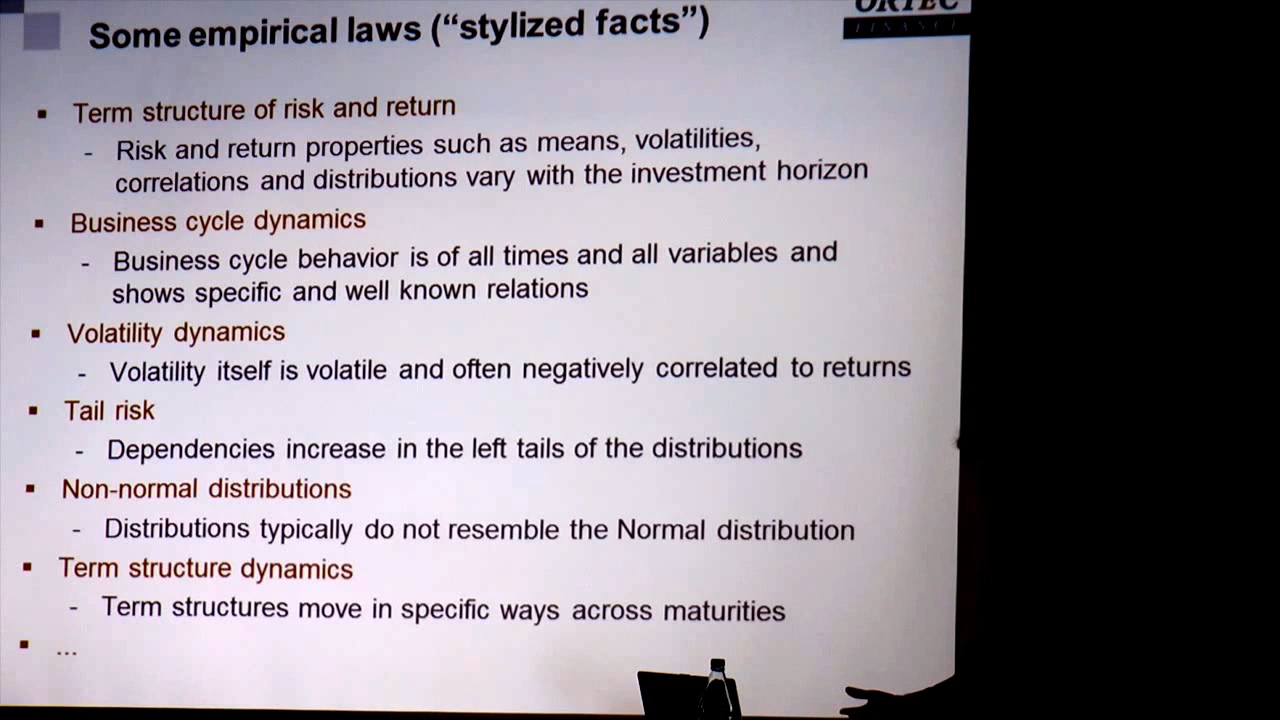 Some empirical laws (“stylized facts”)
ORTEC
FINANCE
▪ Term structure of risk and return
- Risk and return properties such as means, volatilities,
correlations and distributions vary with the investment horizon
▪ Business cycle dynamics
- Business cycle behavior is of all times and all variables and
shows specific and well known relations
▪ Volatility dynamics
- Volatility itself is volatile and often negatively correlated to returns
▪ Tail risk
- Dependencies increase in the left tails of the distributions
▪ Non-normal distributions
- Distributions typically do not resemble the Normal distribution
▪ Term structure dynamics
- Term structures move in specific ways across maturities
▪ ...